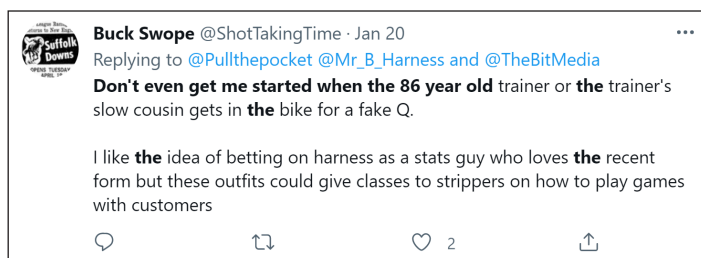 Suffolk
Downs
OPENS TUESDAY
APRIL
Buck Swope @ShotTakingTime · Jan 20
Replying to @Pullthepocket @Mr_B_Harness and @TheBitMedia
Don't even get me started when the 86 year old trainer or the trainer's
slow cousin gets in the bike for a fake Q.
I like the idea of betting on harness as a stats guy who loves the recent
form but these outfits could give classes to strippers on how to play games
with customers
2